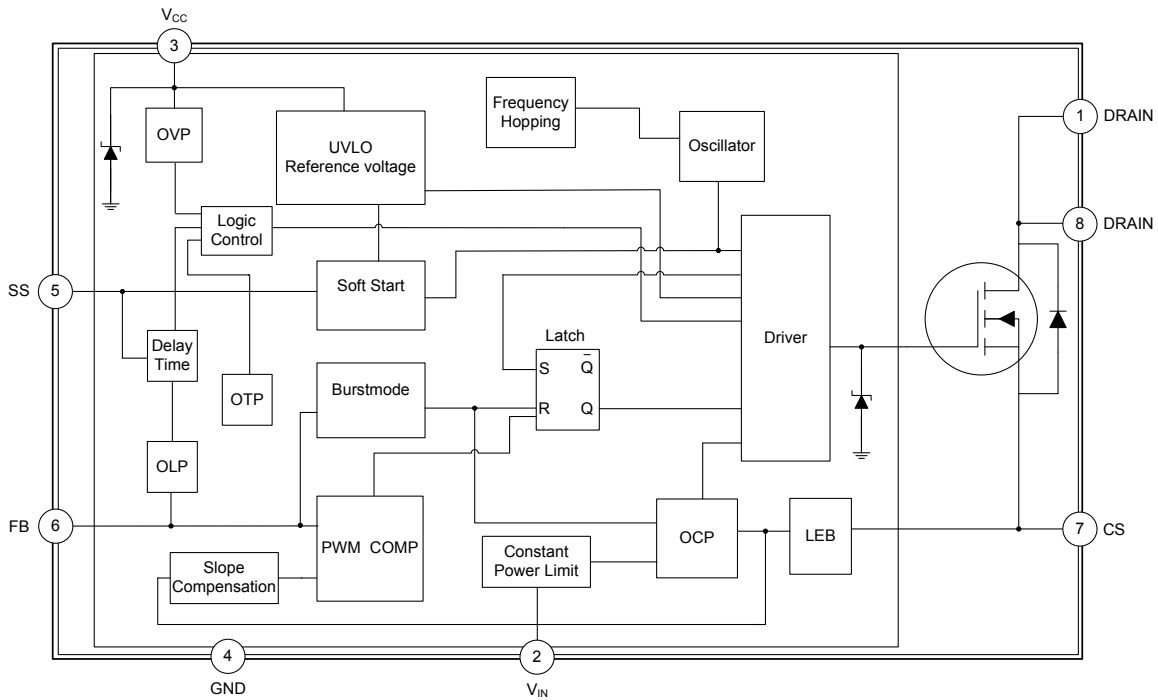 V_CC
3
Frequency
Hopping
1
DRAIN
OVP
UVLO
Reference voltage
Oscillator
Logic
Control
8
DRAIN
SS
5
Soft Start
Delay
Time
Latch
Driver
S
Q̄
OTP
Burstmode
R
Q
OLP
FB
6
PWM COMP
OCP
LEB
7
CS
Slope
Compensation
Constant
Power Limit
4
GND
2
V_IN